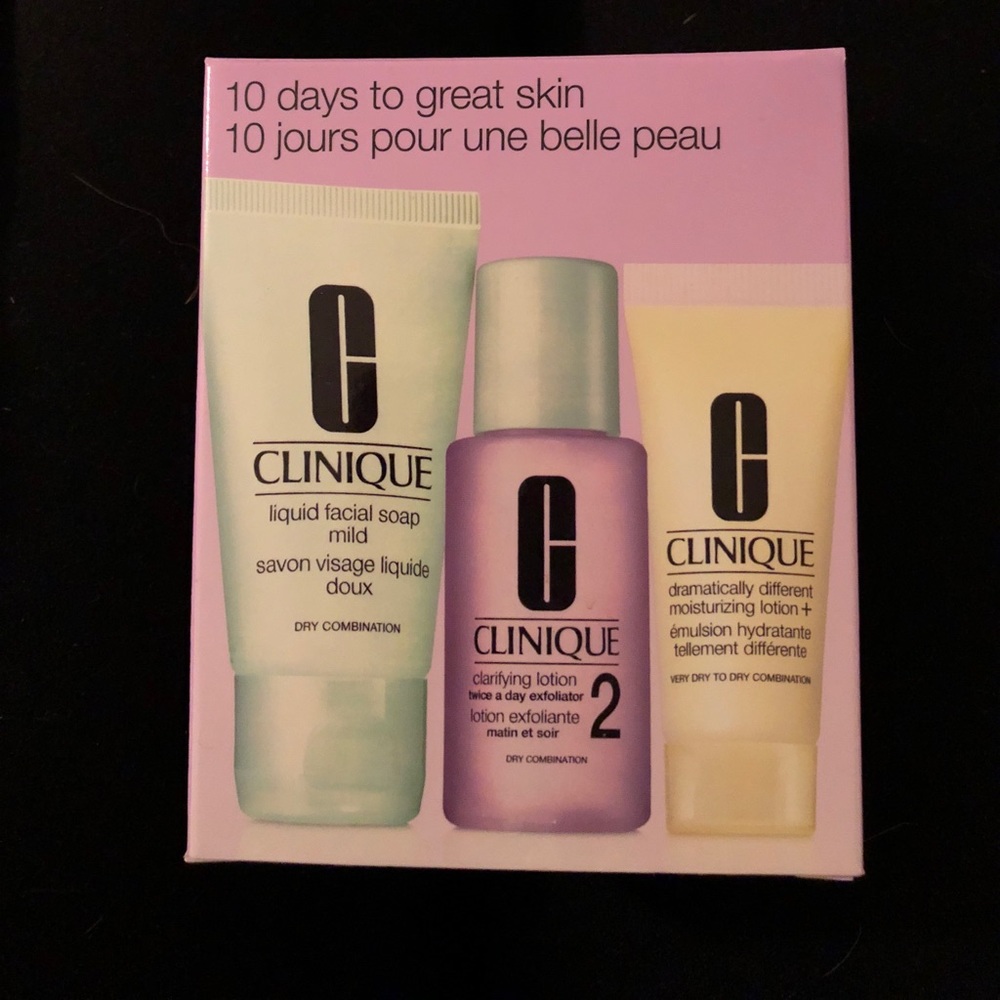 10 days to great skin
10 jours pour une belle peau
C
CLINIQUE
liquid facial soap
mild
savon visage liquide
doux
DRY COMBINATION
C
CLINIQUE
clarifying lotion
twice a day exfoliator
lotion exfoliante
matin et soir
2
DRY COMBINATION
C
CLINIQUE
dramatically different
moisturizing lotion+
émulsion hydratante
tellement différente
VERY DRY TO DRY COMBINATION